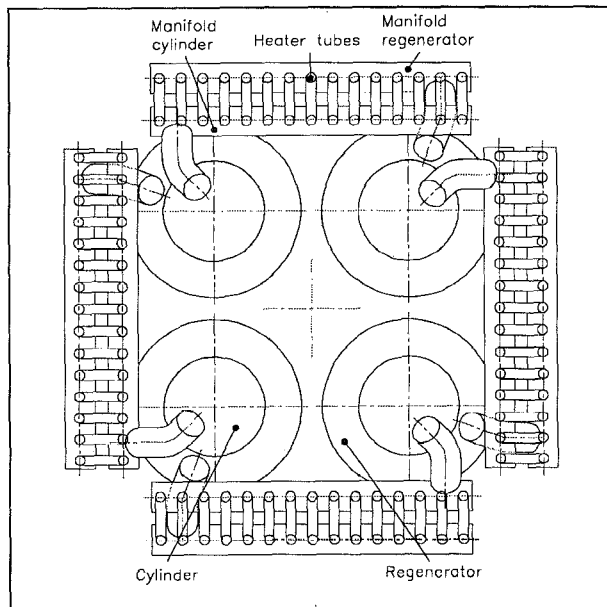 Manifold
cylinder
Heater tubes
Manifold
regenerator
Cylinder
Regenerator